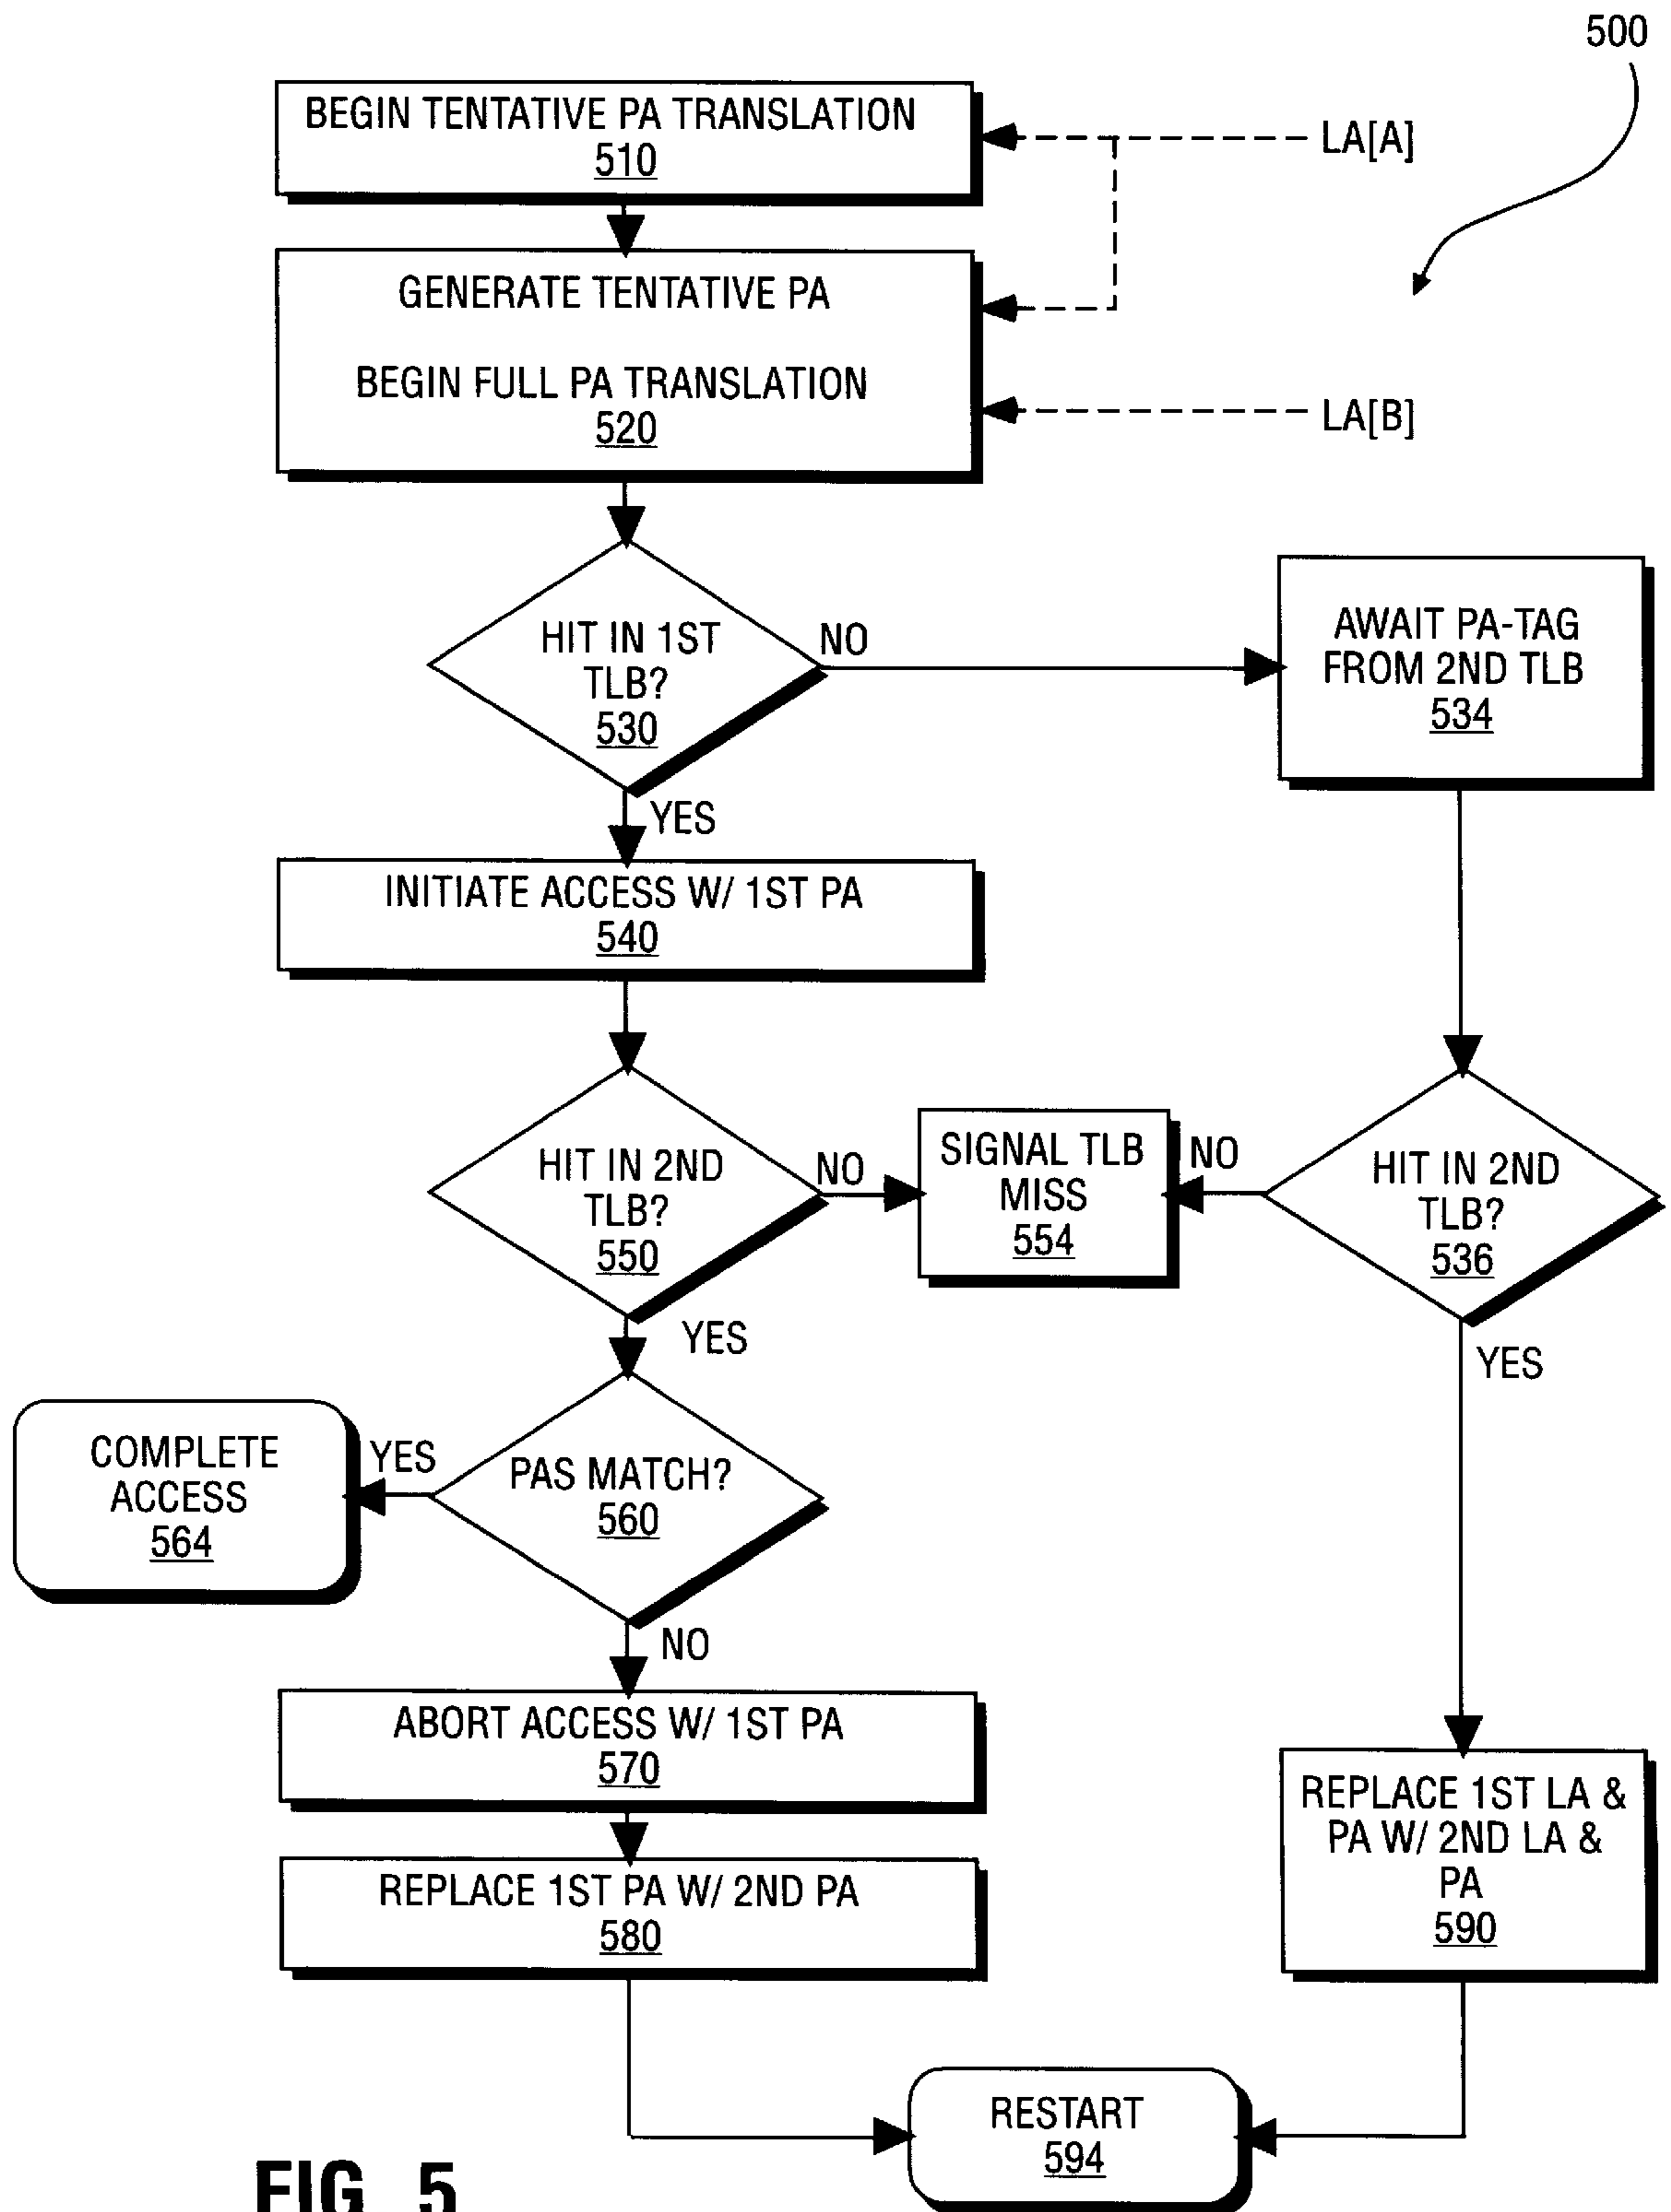 500
BEGIN TENTATIVE PA TRANSLATION
510
LA[A]
GENERATE TENTATIVE PA
BEGIN FULL PA TRANSLATION
520
LA[B]
HIT IN 1ST
TLB?
530
NO
YES
AWAIT PA-TAG
FROM 2ND TLB
534
INITIATE ACCESS W/ 1ST PA
540
HIT IN 2ND
TLB?
550
NO
YES
SIGNAL TLB
MISS
554
NO
HIT IN 2ND
TLB?
536
YES
COMPLETE
ACCESS
564
YES
PAS MATCH?
560
NO
ABORT ACCESS W/ 1ST PA
570
REPLACE 1ST PA W/ 2ND PA
580
REPLACE 1ST LA &
PA W/ 2ND LA &
PA
590
RESTART
594
FIG. 5